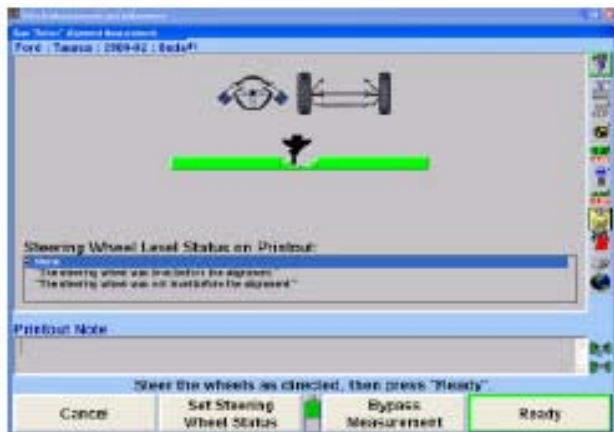 Ford : Taurus : 2000-02 : Sedan
Steering Wheel Level Status on Printout:
None
"The steering wheel was level before the alignment."
"The steering wheel was not level before the alignment."
Printout Note
Steer the wheels as directed, then press "Ready".
Cancel
Set Steering Wheel Status
Bypass Measurement
Ready